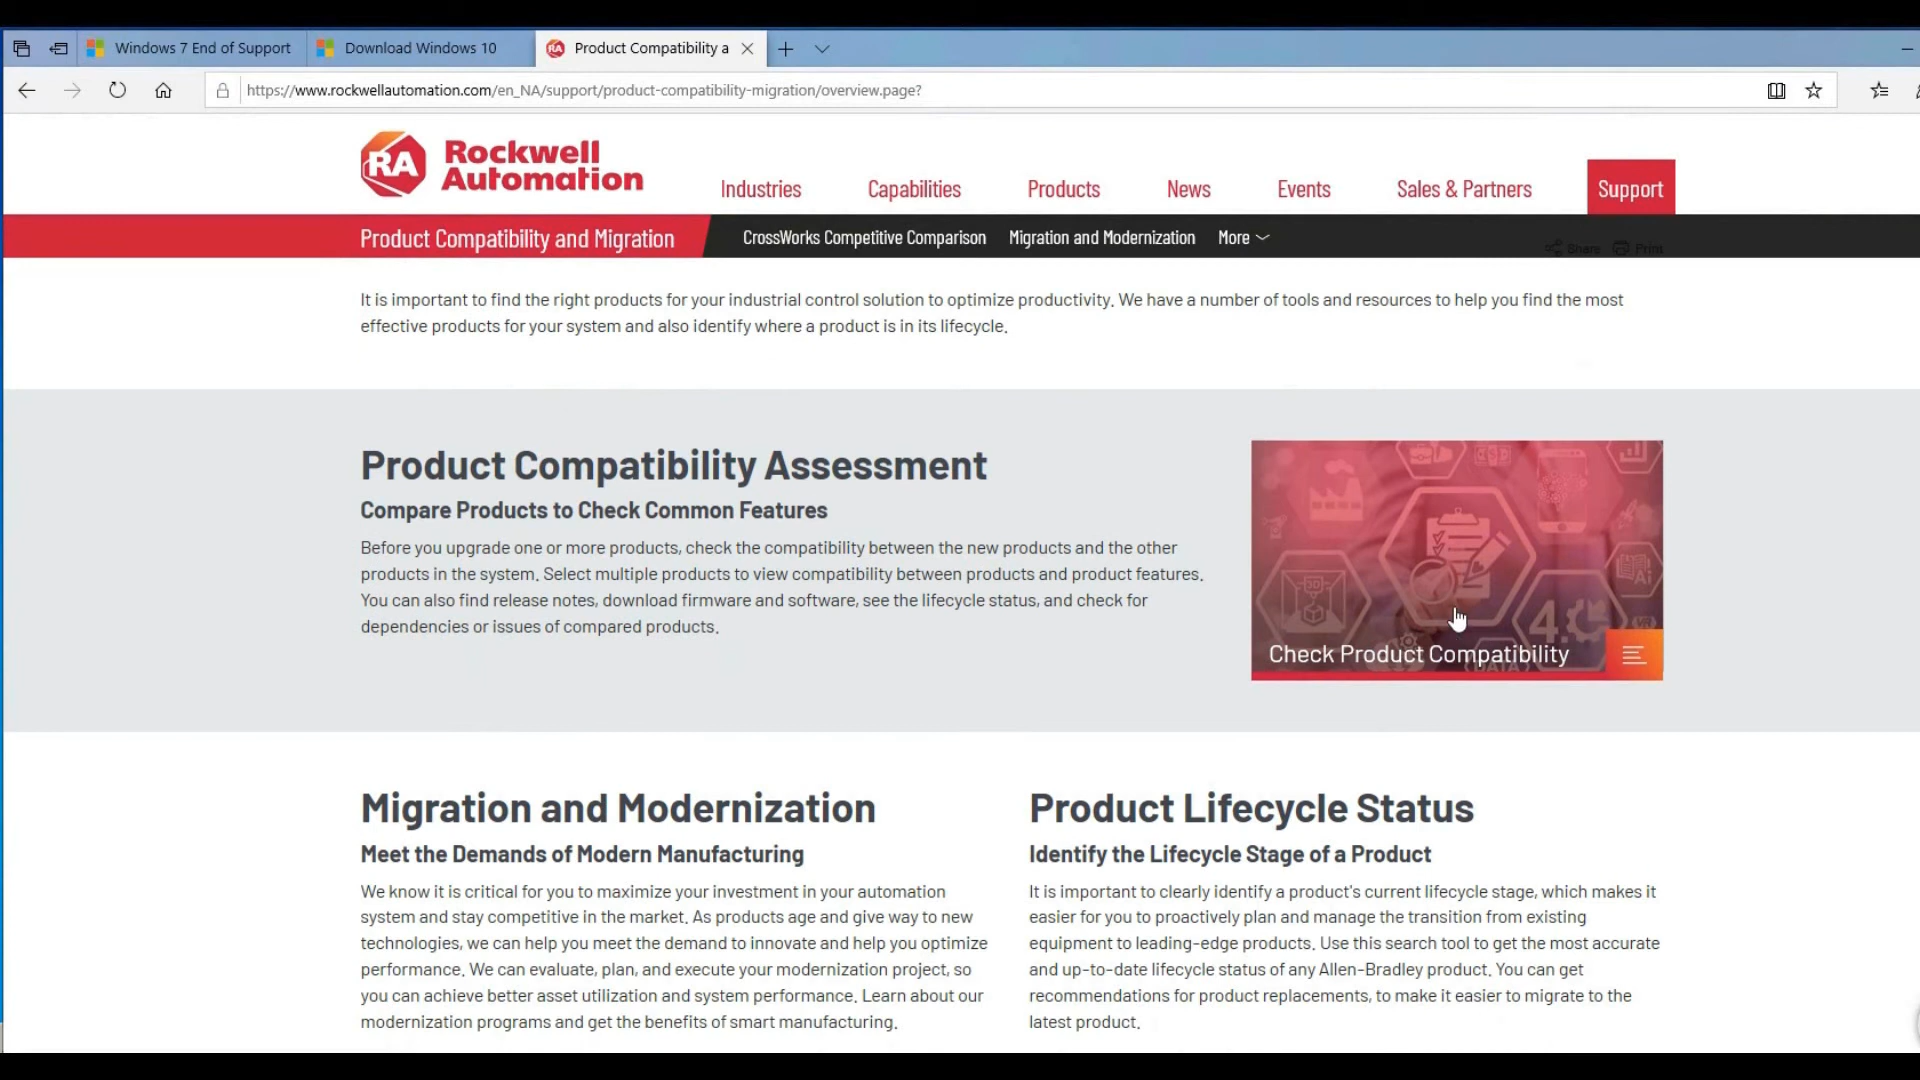 Windows 7 End of Support
Download Windows 10
Product Compatibility a
https://www.rockwellautomation.com/en_NA/support/product-compatibility-migration/overview.page?
RA
Rockwell
Automation
Industries
Capabilities
Products
News
Events
Sales & Partners
Support
Product Compatibility and Migration
CrossWorks Competitive Comparison
Migration and Modernization
More
Share
Print
It is important to find the right products for your industrial control solution to optimize productivity. We have a number of tools and resources to help you find the most
effective products for your system and also identify where a product is in its lifecycle.
Product Compatibility Assessment
Compare Products to Check Common Features
Before you upgrade one or more products, check the compatibility between the new products and the other
products in the system. Select multiple products to view compatibility between products and product features.
You can also find release notes, download firmware and software, see the lifecycle status, and check for
dependencies or issues of compared products.
3D
Ai
4.
VR
DATA
Check Product Compatibility
Migration and Modernization
Meet the Demands of Modern Manufacturing
We know it is critical for you to maximize your investment in your automation
system and stay competitive in the market. As products age and give way to new
technologies, we can help you meet the demand to innovate and help you optimize
performance. We can evaluate, plan, and execute your modernization project, so
you can achieve better asset utilization and system performance. Learn about our
modernization programs and get the benefits of smart manufacturing.
Product Lifecycle Status
Identify the Lifecycle Stage of a Product
It is important to clearly identify a product's current lifecycle stage, which makes it
easier for you to proactively plan and manage the transition from existing
equipment to leading-edge products. Use this search tool to get the most accurate
and up-to-date lifecycle status of any Allen-Bradley product. You can get
recommendations for product replacements, to make it easier to migrate to the
latest product.